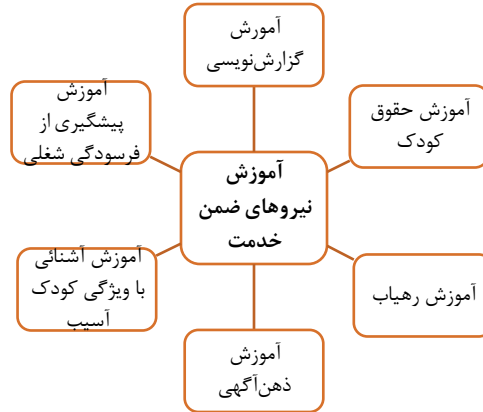 آمورش
گزارش‌نویسی
آموزش حقوق
کودک
آموزش رهیاب
آموزش
ذهن‌آگهی
آموزش آشنائی
با ویژگی کودک
آسیب
آموزش
پیشگیری از
فرسودگی شغلی
آموزش
نیروهای ضمن
خدمت